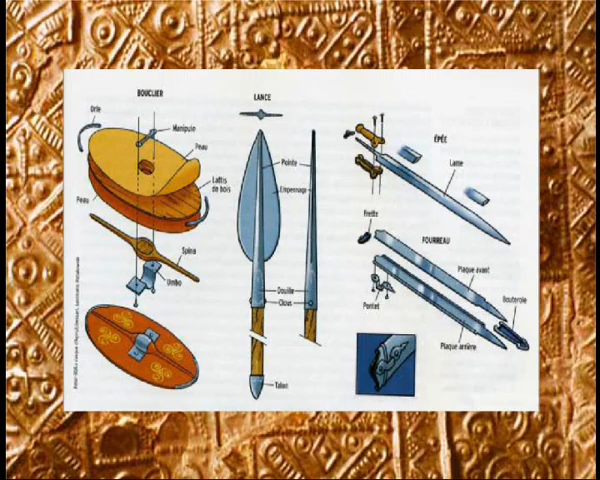 BOUCLIER
Orle
Manipule
Peau
Lattis
de bois
Peau
Spina
Umbo
LANCE
Pointe
Empennage
Douille
Clous
Talon
ÉPÉE
Lame
Frette
FOURREAU
Plaque avant
Pontet
Bouterole
Plaque arrière